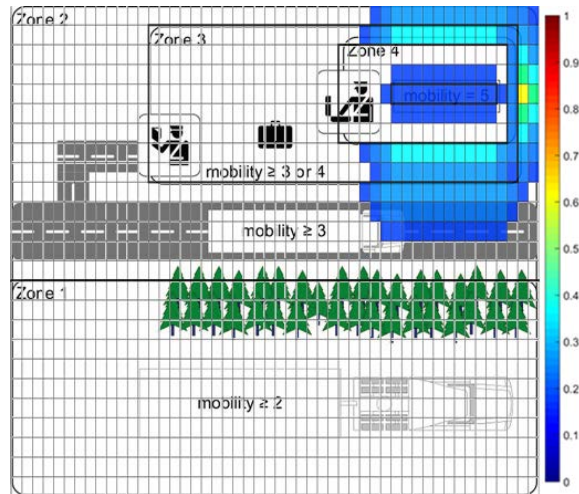 Zone 2
Zone 3
Zone 4
mobility = 5
mobility ≥ 3 or 4
mobility ≥ 3
Zone 1
mobility ≥ 2
1
0.9
0.8
0.7
0.6
0.5
0.4
0.3
0.2
0.1
0